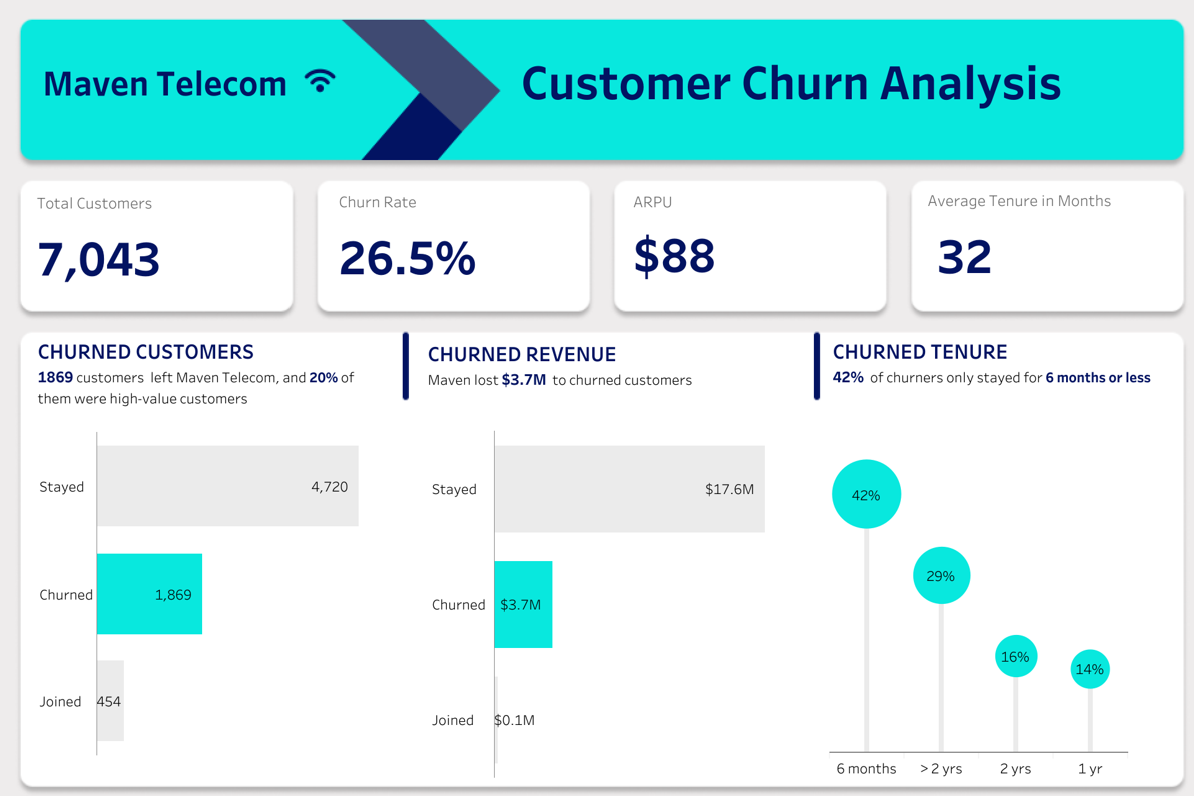 Maven Telecom
Customer Churn Analysis
Total Customers
7,043
Churn Rate
26.5%
ARPU
$88
Average Tenure in Months
32
CHURNED CUSTOMERS
1869 customers left Maven Telecom, and 20% of
them were high-value customers
Stayed
4,720
Churned
1,869
Joined
454
CHURNED REVENUE
Maven lost $3.7M to churned customers
Stayed
$17.6M
Churned
$3.7M
Joined
$0.1M
CHURNED TENURE
42% of churners only stayed for 6 months or less
42%
29%
16%
14%
6 months
> 2 yrs
2 yrs
1 yr